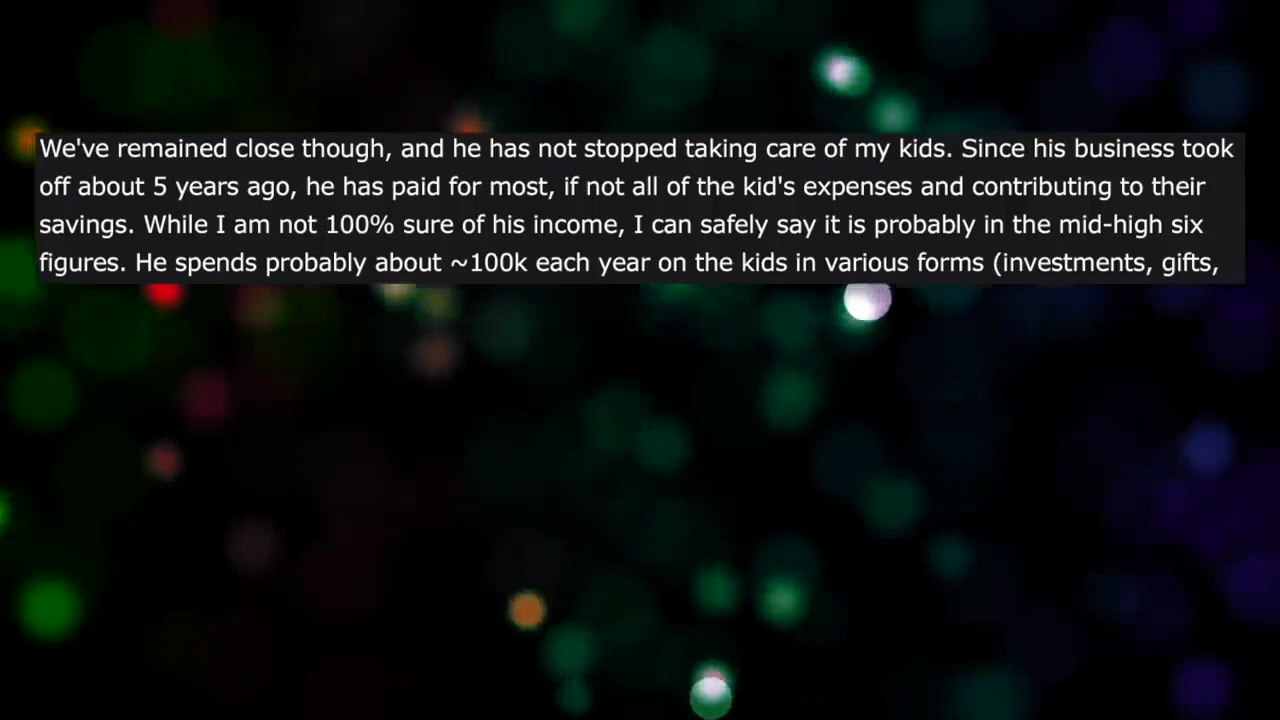 We've remained close though, and he has not stopped taking care of my kids. Since his business took
off about 5 years ago, he has paid for most, if not all of the kid's expenses and contributing to their
savings. While I am not 100% sure of his income, I can safely say it is probably in the mid-high six
figures. He spends probably about ~100k each year on the kids in various forms (investments, gifts,